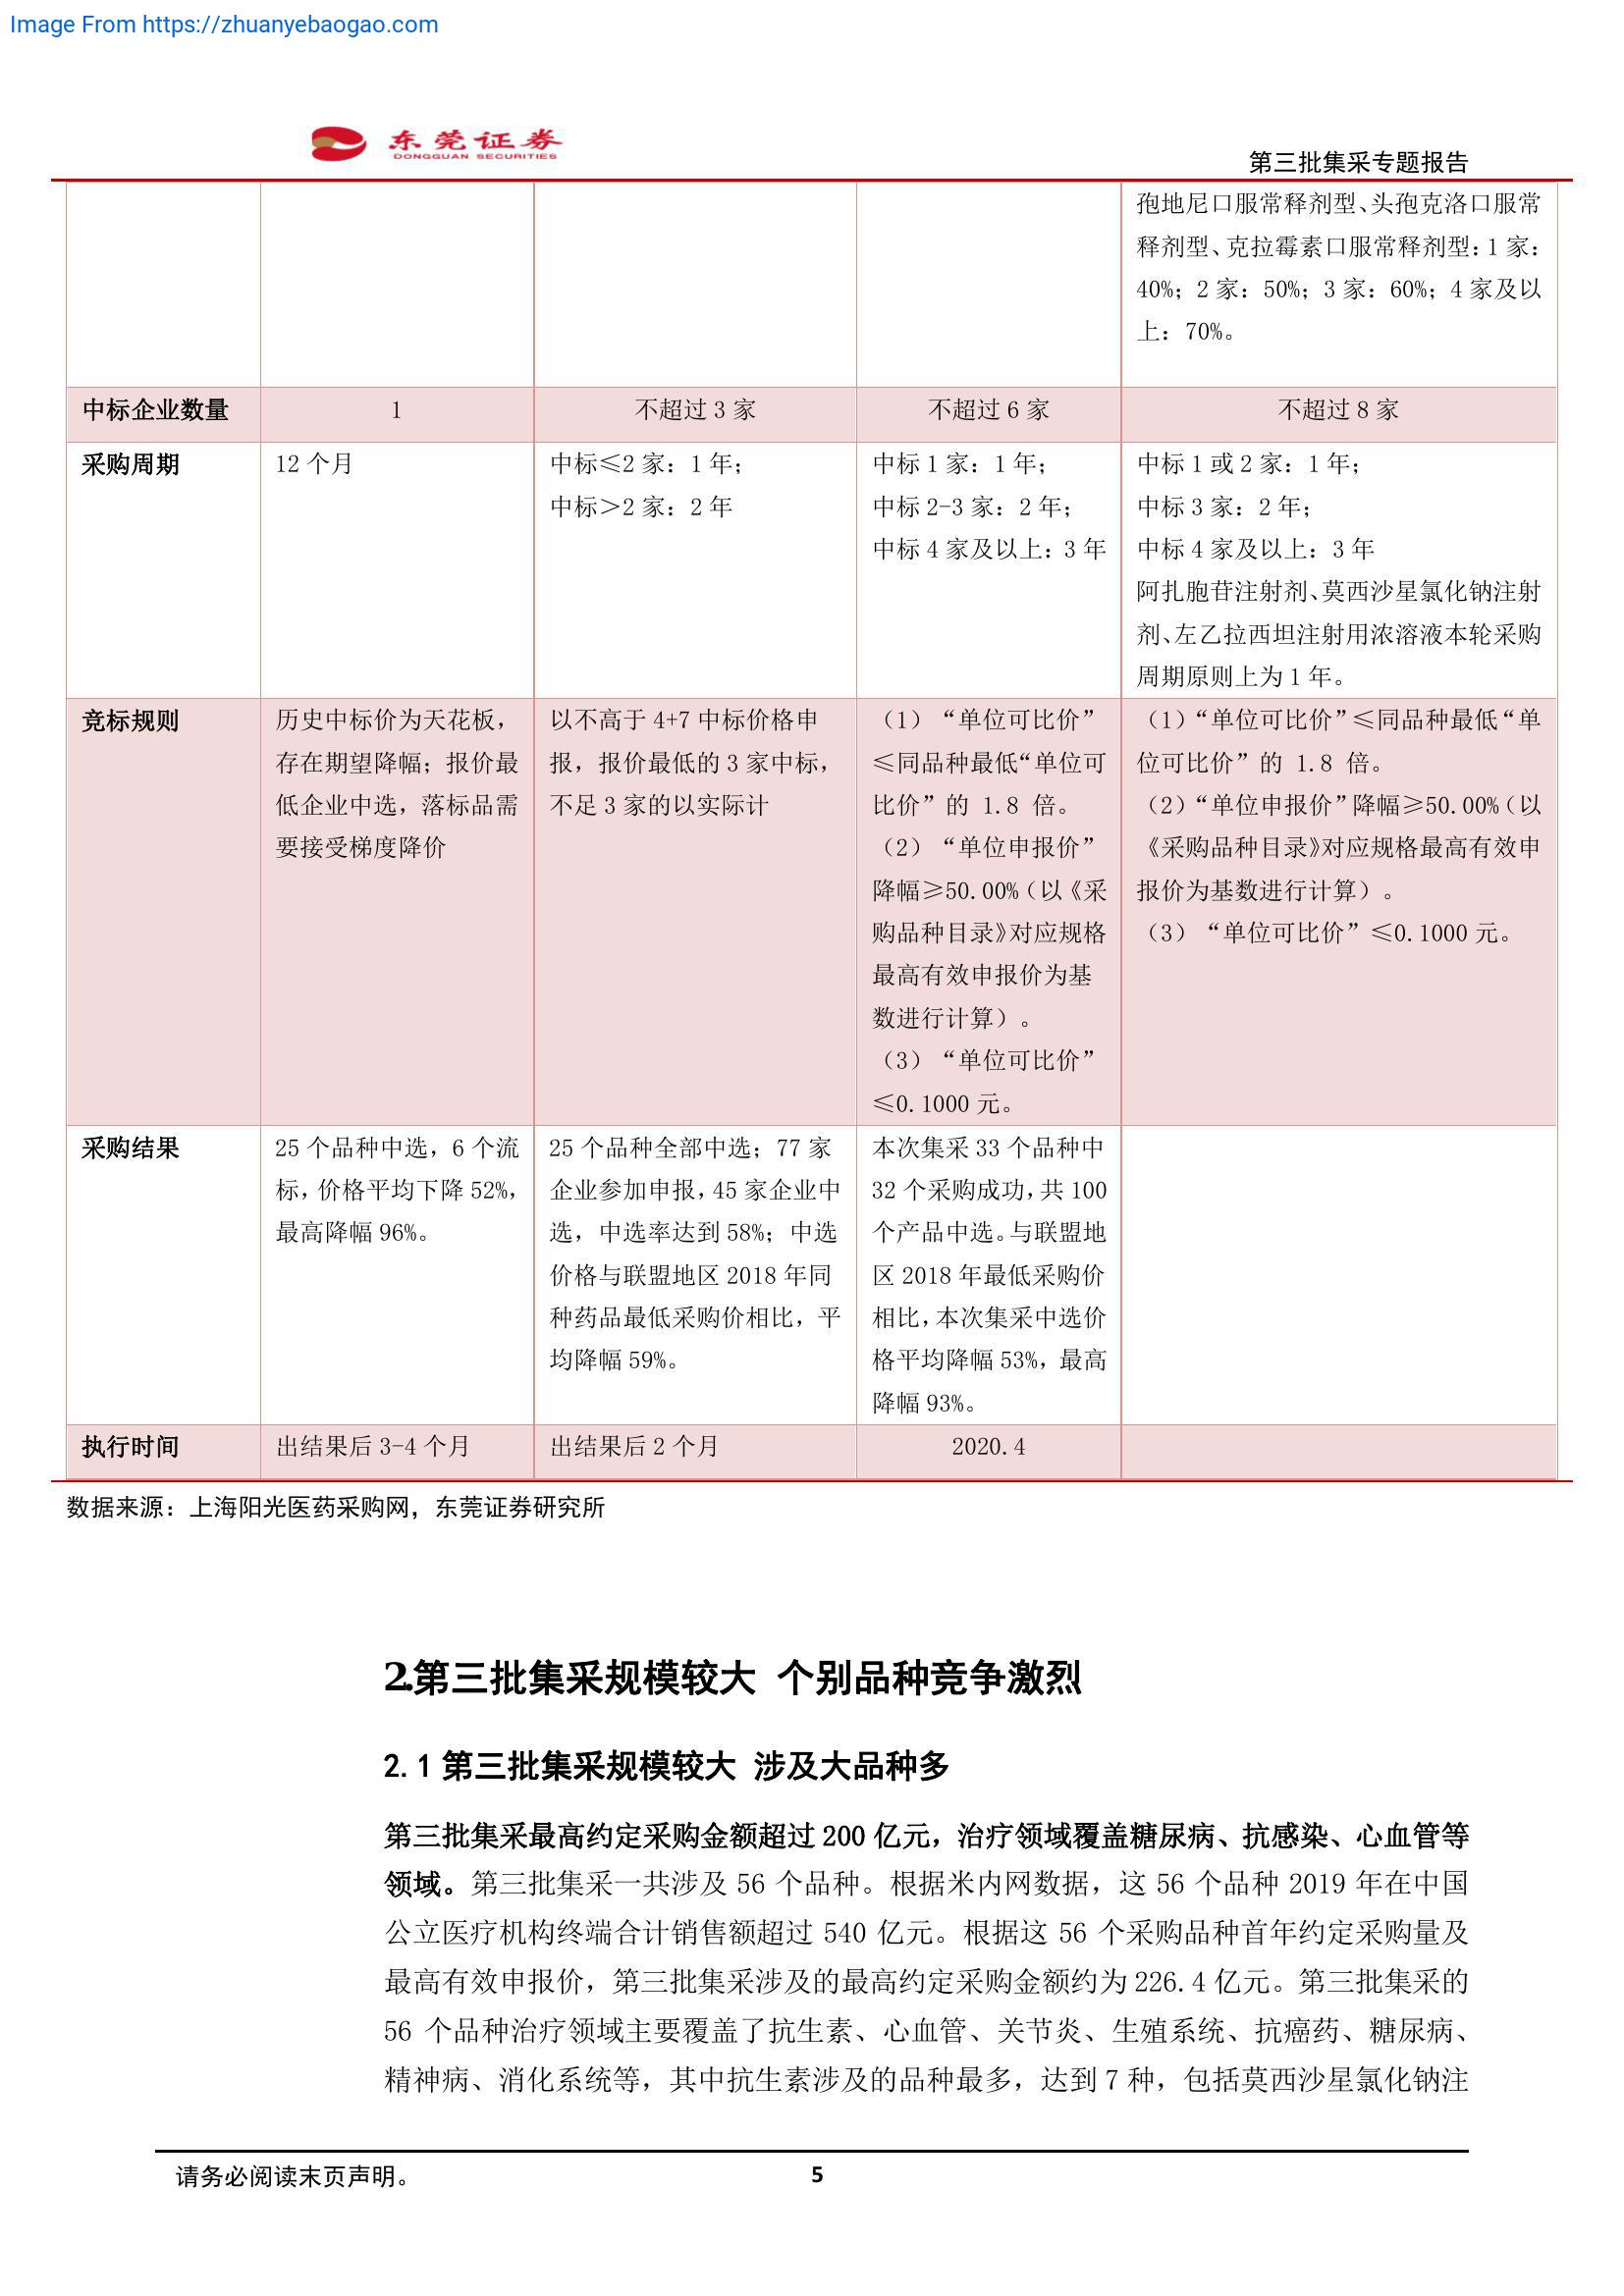 Image From https://zhuanyebaogao.com
东莞证券
DONGGUAN SECURITIES
第三批集采专题报告
孢地尼口服常释剂型、头孢克洛口服常
释剂型、克拉霉素口服常释剂型：1 家：
40%；2 家：50%；3 家：60%；4 家及以
上：70%。
中标企业数量
1
不超过 3 家
不超过 6 家
不超过 8 家
采购周期
12 个月
中标≤2 家：1 年；
中标＞2 家：2 年
中标 1 家：1 年；
中标 2-3 家：2 年；
中标 4 家及以上：3 年
中标 1 或 2 家：1 年；
中标 3 家：2 年；
中标 4 家及以上：3 年
阿扎胞苷注射剂、莫西沙星氯化钠注射
剂、左乙拉西坦注射用浓溶液本轮采购
周期原则上为 1 年。
竞标规则
历史中标价为天花板，
存在期望降幅；报价最
低企业中选，落标品需
要接受梯度降价
以不高于 4+7 中标价格申
报，报价最低的 3 家中标，
不足 3 家的以实际计
（1）“单位可比价”
≤同品种最低“单位可
比价”的 1.8 倍。
（2）“单位申报价”
降幅≥50.00%（以《采
购品种目录》对应规格
最高有效申报价为基
数进行计算）。
（3）“单位可比价”
≤0.1000 元。
（1）“单位可比价”≤同品种最低“单
位可比价”的 1.8 倍。
（2）“单位申报价”降幅≥50.00%（以
《采购品种目录》对应规格最高有效申
报价为基数进行计算）。
（3）“单位可比价”≤0.1000 元。
采购结果
25 个品种中选，6 个流
标，价格平均下降 52%，
最高降幅 96%。
25 个品种全部中选；77 家
企业参加申报，45 家企业中
选，中选率达到 58%；中选
价格与联盟地区 2018 年同
种药品最低采购价相比，平
均降幅 59%。
本次集采 33 个品种中
32 个采购成功，共 100
个产品中选。与联盟地
区 2018 年最低采购价
相比，本次集采中选价
格平均降幅 53%，最高
降幅 93%。
执行时间
出结果后 3-4 个月
出结果后 2 个月
2020.4
数据来源：上海阳光医药采购网，东莞证券研究所
2.第三批集采规模较大 个别品种竞争激烈
2.1 第三批集采规模较大 涉及大品种多
第三批集采最高约定采购金额超过 200 亿元，治疗领域覆盖糖尿病、抗感染、心血管等
领域。第三批集采一共涉及 56 个品种。根据米内网数据，这 56 个品种 2019 年在中国
公立医疗机构终端合计销售额超过 540 亿元。根据这 56 个采购品种首年约定采购量及
最高有效申报价，第三批集采涉及的最高约定采购金额约为 226.4 亿元。第三批集采的
56 个品种治疗领域主要覆盖了抗生素、心血管、关节炎、生殖系统、抗癌药、糖尿病、
精神病、消化系统等，其中抗生素涉及的品种最多，达到 7 种，包括莫西沙星氯化钠注
请务必阅读末页声明。
5